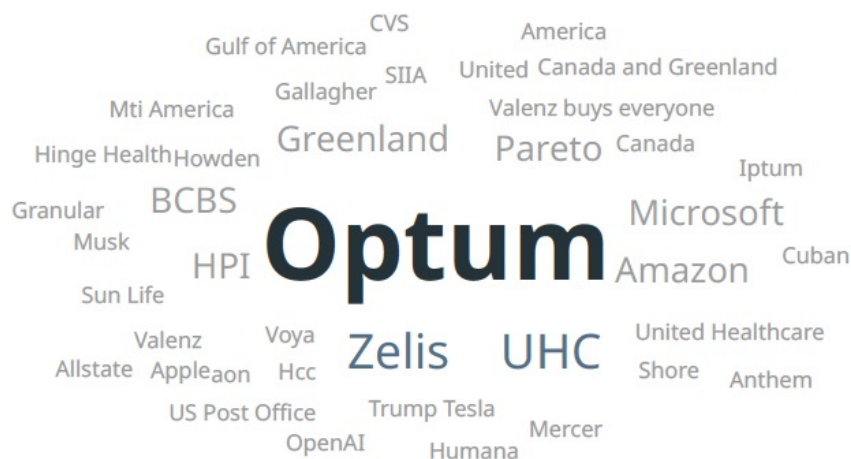 CVS
America
Gulf of America
SIIA
United
Canada and Greenland
Gallagher
Mti America
Valenz buys everyone
Greenland
Pareto
Canada
Hinge Health
Howden
Iptum
BCBS
Granular
Microsoft
Musk
Optum
Cuban
HPI
Amazon
Sun Life
Valenz
Voya
Zelis
UHC
United Healthcare
Allstate
Apple
aon
Hcc
Shore
Anthem
US Post Office
Trump Tesla
Mercer
OpenAI
Humana